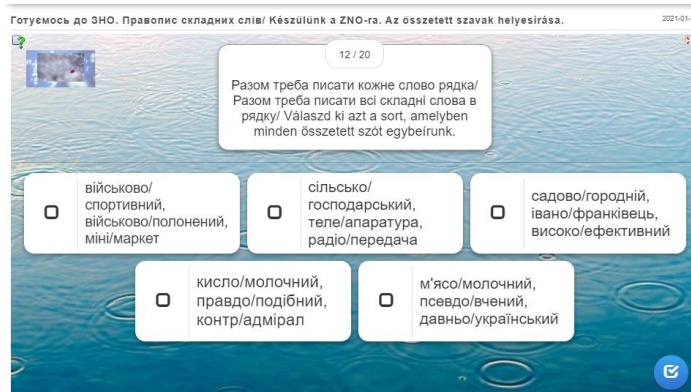 Готуємось до ЗНО. Правопис складних слів/ Készülünk a ZNO-ra. Az összetett szavak helyesírása.
2021-01-
12 / 20
Разом треба писати кожне слово рядка/
Разом треба писати всі складні слова в
рядку/ Válaszd ki azt a sort, amelyben
minden összetett szót egybeírunk.
військово/
спортивний,
військово/полонений,
міні/маркет
сільсько/
господарський,
теле/апаратура,
радіо/передача
садово/городній,
івано/франківець,
високо/ефективний
кисло/молочний,
правдо/подібний,
контр/адмірал
м'ясо/молочний,
псевдо/вчений,
давньо/український